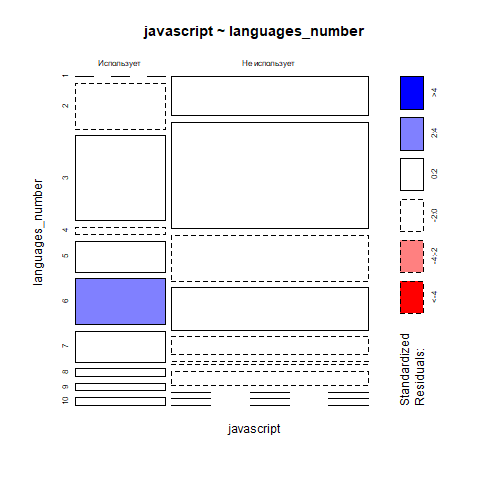 javascript ~ languages_number
Использует Не использует
1
2
3
4
5
6
7
8
9
10
languages_number
javascript
>4
2:4
0:2
-2:0
-4:-2
<-4
Standardized
Residuals: